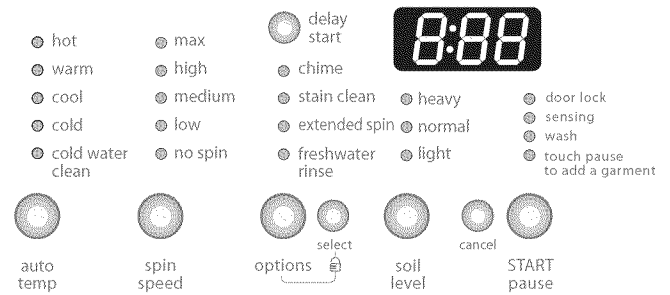 hot
warm
cool
cold
cold water
clean
max
high
medium
low
no spin
delay
start
chime
stain clean
extended spin
freshwater
rinse
8:88
heavy
normal
light
door lock
sensing
wash
touch pause
to add a garment
auto
temp
spin
speed
options
select
soil
level
cancel
START
pause